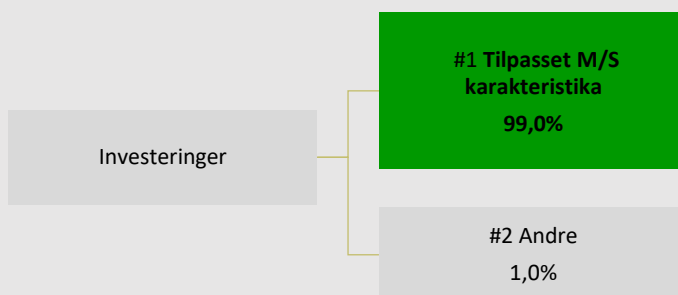 Investeringer
#1 Tilpasset M/S
karakteristika
99,0%
#2 Andre
1,0%